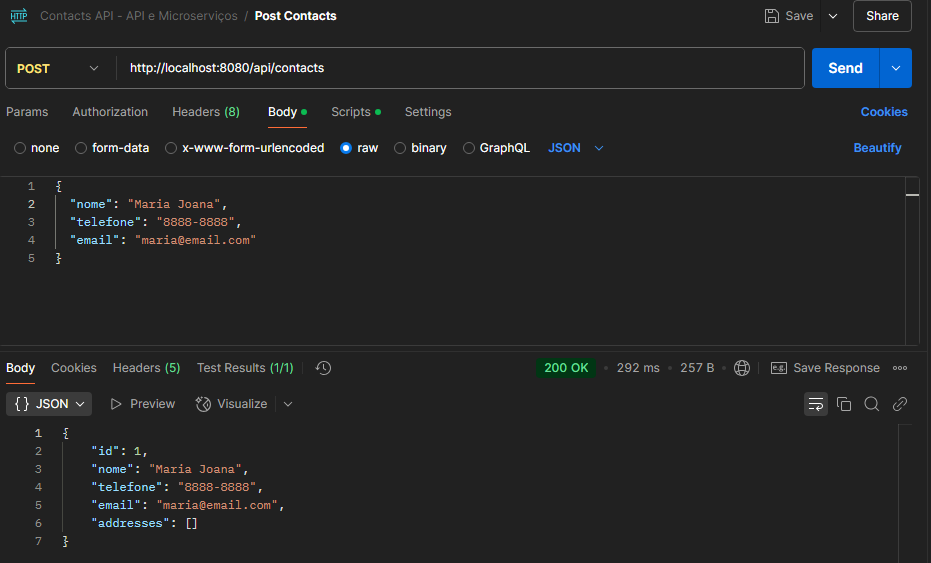 HTTP Contacts API - API e Microserviços / Post Contacts Save Share
POST http://localhost:8080/api/contacts Send
Params Authorization Headers (8) Body Scripts Settings Cookies
none form-data x-www-form-urlencoded raw binary GraphQL JSON Beautify
1 {
2 "nome": "Maria Joana",
3 "telefone": "8888-8888",
4 "email": "maria@email.com"
5 }
Body Cookies Headers (5) Test Results (1/1) 200 OK • 292 ms • 257 B e.g. Save Response
{} JSON Preview Visualize
1 {
2 "id": 1,
3 "nome": "Maria Joana",
4 "telefone": "8888-8888",
5 "email": "maria@email.com",
6 "addresses": []
7 }